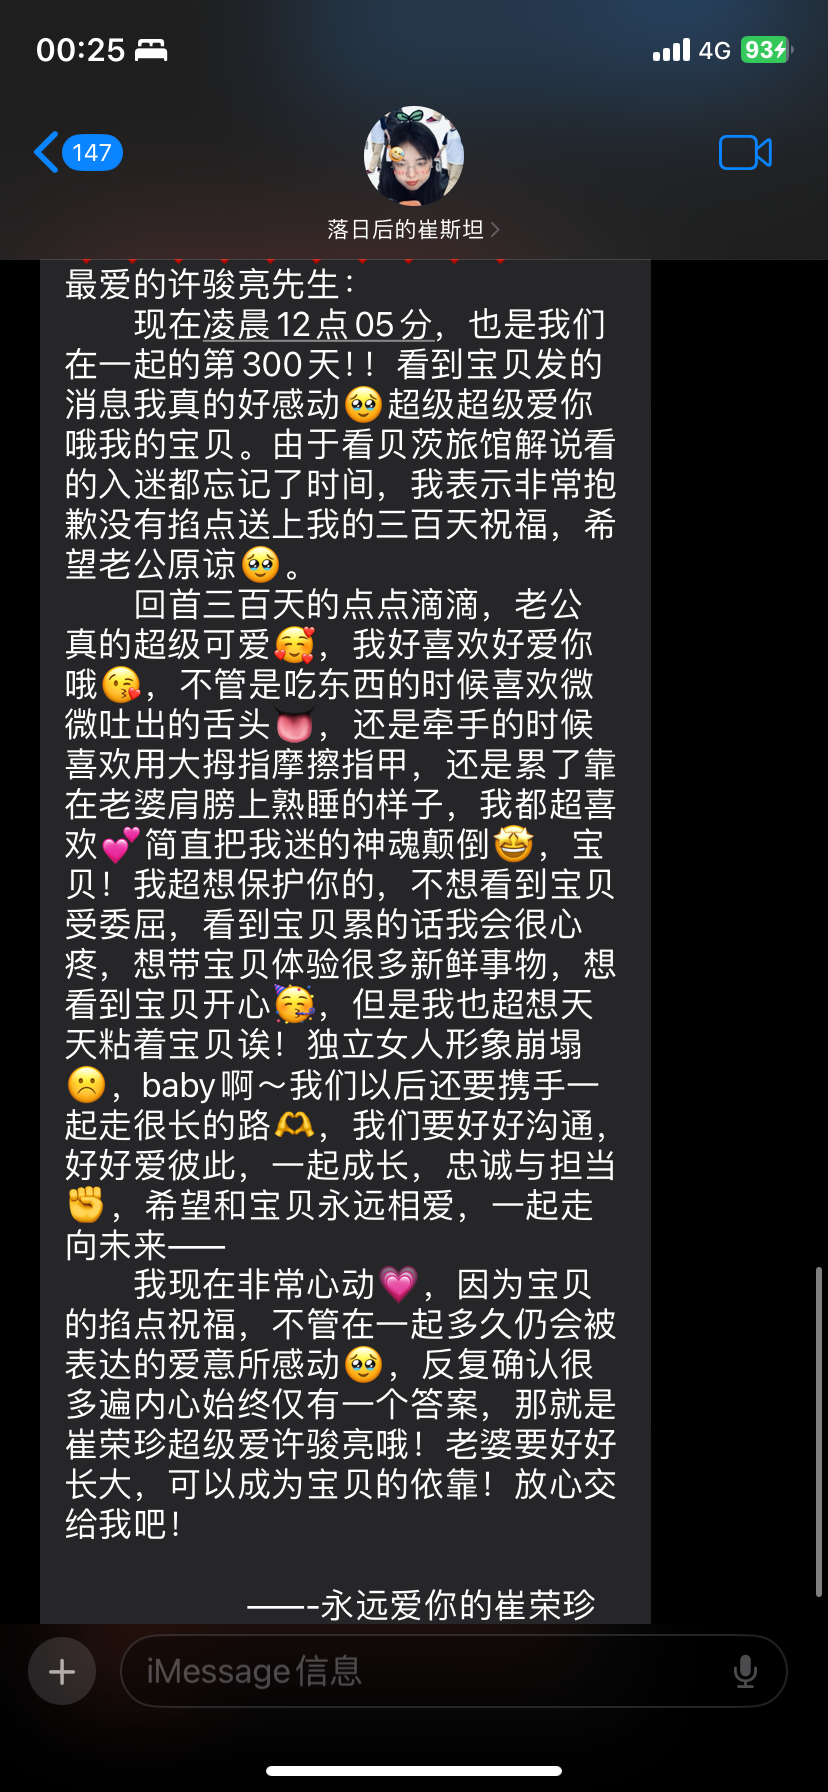 00:25
4G
93
147
落日后的崔斯坦
最爱的许骏亮先生：
现在凌晨12点05分，也是我们
在一起的第300天！！看到宝贝发的
消息我真的好感动🥹超级超级爱你
哦我的宝贝。由于看贝茨旅馆解说看
的入迷都忘记了时间，我表示非常抱
歉没有掐点送上我的三百天祝福，希
望老公原谅🥹。
回首三百天的点点滴滴，老公
真的超级可爱🥰，我好喜欢好爱你
哦😘，不管是吃东西的时候喜欢微
微吐出的舌头👅，还是牵手的时候
喜欢用大拇指摩擦指甲，还是累了靠
在老婆肩膀上熟睡的样子，我都超喜
欢💕简直把我迷的神魂颠倒🤩，宝
贝！我超想保护你的，不想看到宝贝
受委屈，看到宝贝累的话我会很心
疼，想带宝贝体验很多新鲜事物，想
看到宝贝开心🥳，但是我也超想天
天粘着宝贝诶！独立女人形象崩塌
☹️，baby啊～我们以后还要携手一
起走很长的路🫶，我们要好好沟通，
好好爱彼此，一起成长，忠诚与担当
✊，希望和宝贝永远相爱，一起走
向未来——
我现在非常心动💗，因为宝贝
的掐点祝福，不管在一起多久仍会被
表达的爱意所感动🥹，反复确认很
多遍内心始终仅有一个答案，那就是
崔荣珍超级爱许骏亮哦！老婆要好好
长大，可以成为宝贝的依靠！放心交
给我吧！
——-永远爱你的崔荣珍
iMessage信息